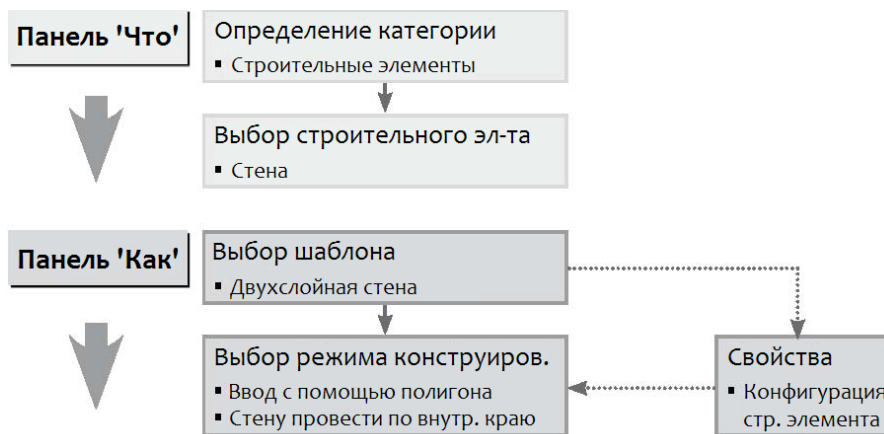 Панель 'Что'
Определение категории
▪ Строительные элементы
Выбор строительного эл-та
▪ Стена
Панель 'Как'
Выбор шаблона
▪ Двухслойная стена
Выбор режима конструиров.
▪ Ввод с помощью полигона
▪ Стену провести по внутр. краю
Свойства
▪ Конфигурация
стр. элемента